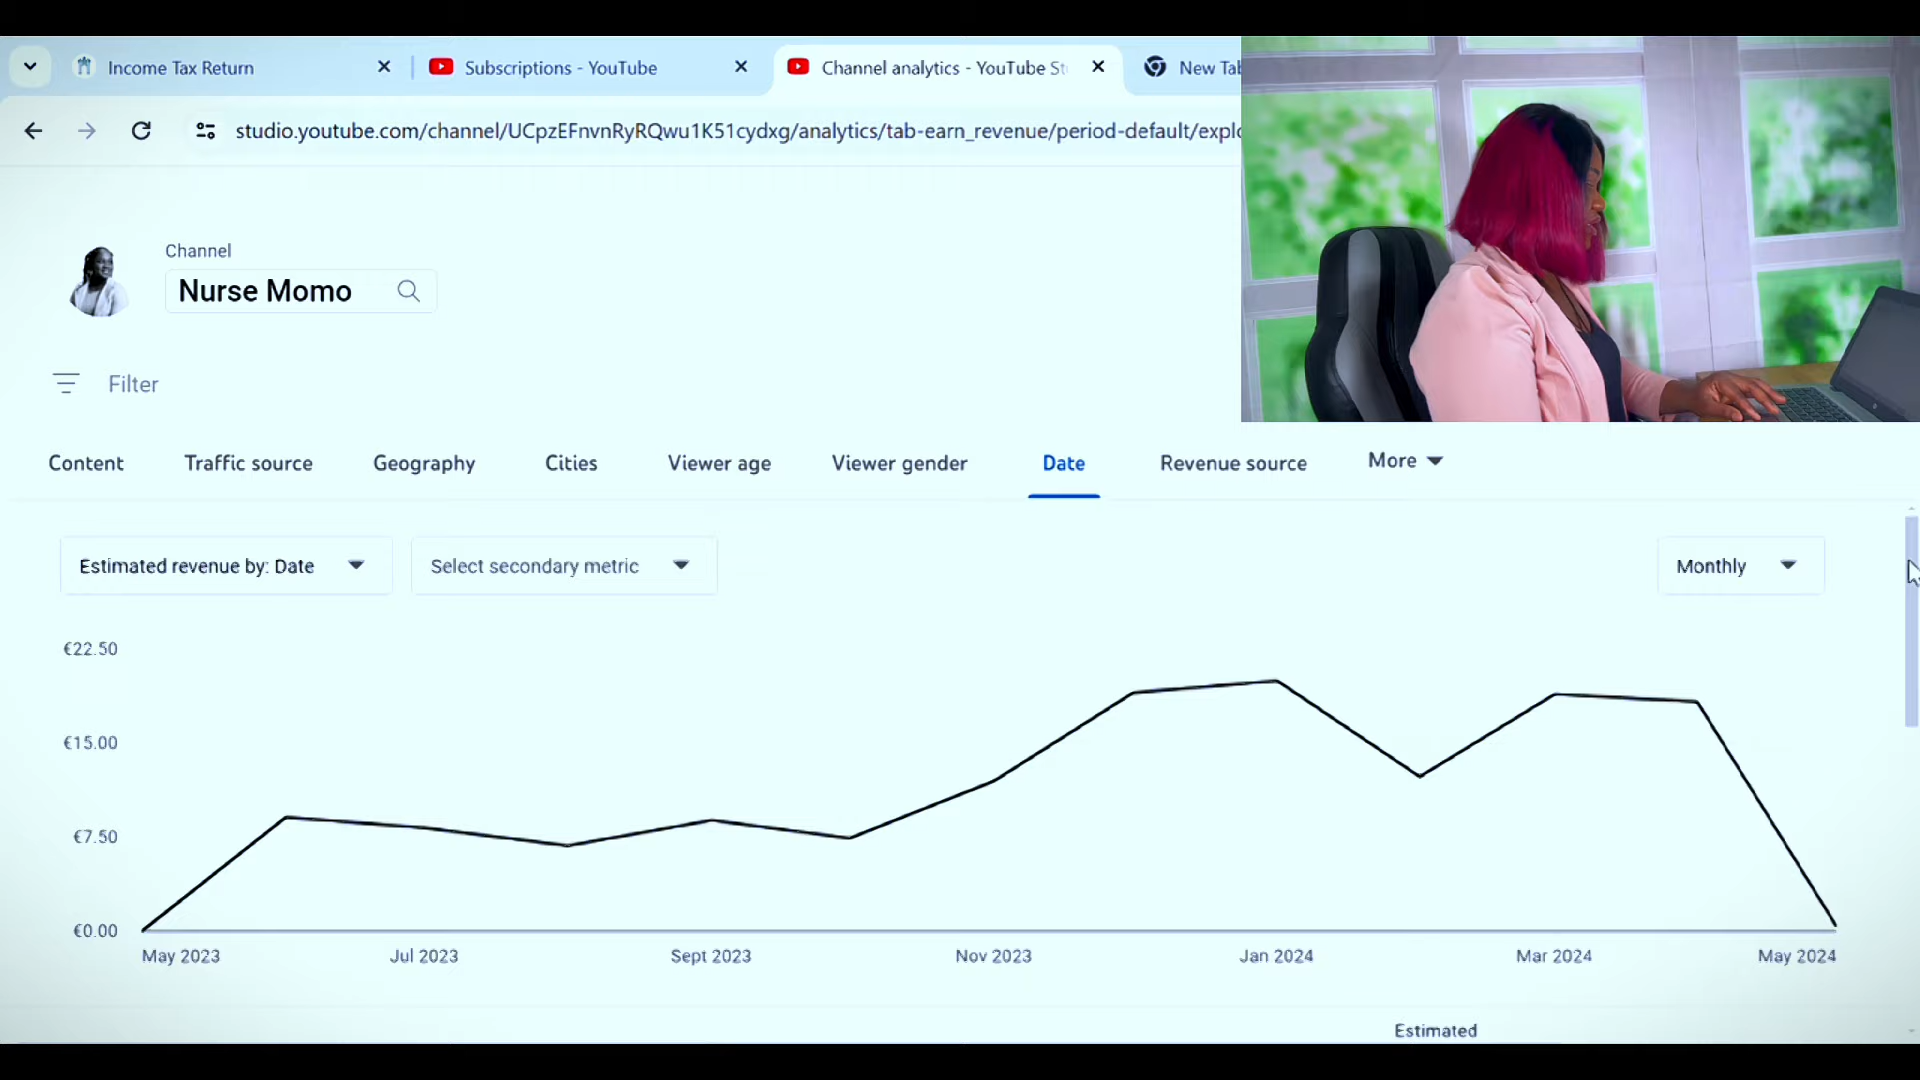 Income Tax Return
Subscriptions - YouTube
Channel analytics - YouTube St
New Tab
studio.youtube.com/channel/UCpzEFnvnRyRQwu1K51cydxg/analytics/tab-earn_revenue/period-default/explo
Channel
Nurse Momo
Filter
Content Traffic source Geography Cities Viewer age Viewer gender Date Revenue source More
Estimated revenue by: Date Select secondary metric Monthly
€22.50
€15.00
€7.50
€0.00
May 2023 Jul 2023 Sept 2023 Nov 2023 Jan 2024 Mar 2024 May 2024
Estimated